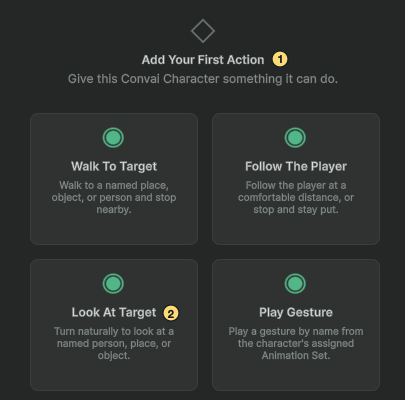 Add Your First Action 1
Give this Convai Character something it can do.
Walk To Target
Walk to a named place,
object, or person and stop
nearby.
Follow The Player
Follow the player at a
comfortable distance, or
stop and stay put.
Look At Target 2
Turn naturally to look at a
named person, place, or
object.
Play Gesture
Play a gesture by name from
the character's assigned
Animation Set.